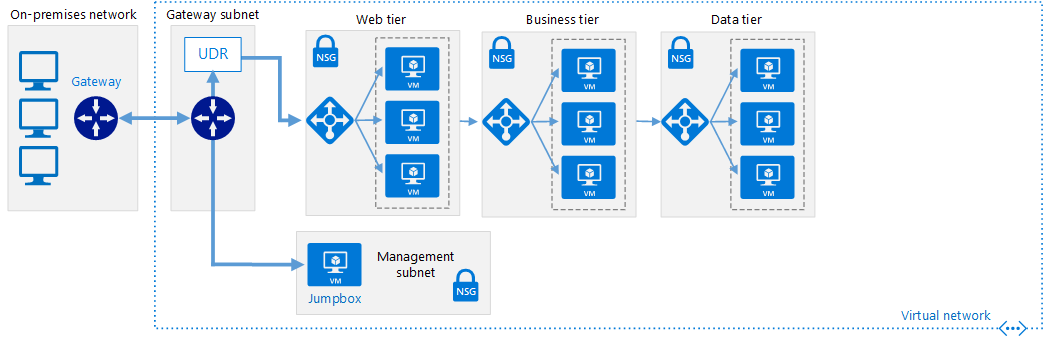 On-premises network
Gateway subnet
Web tier
Business tier
Data tier
UDR
Gateway
NSG
VM
VM
VM
NSG
VM
VM
VM
NSG
VM
VM
VM
VM
Jumpbox
Management
subnet
NSG
Virtual network